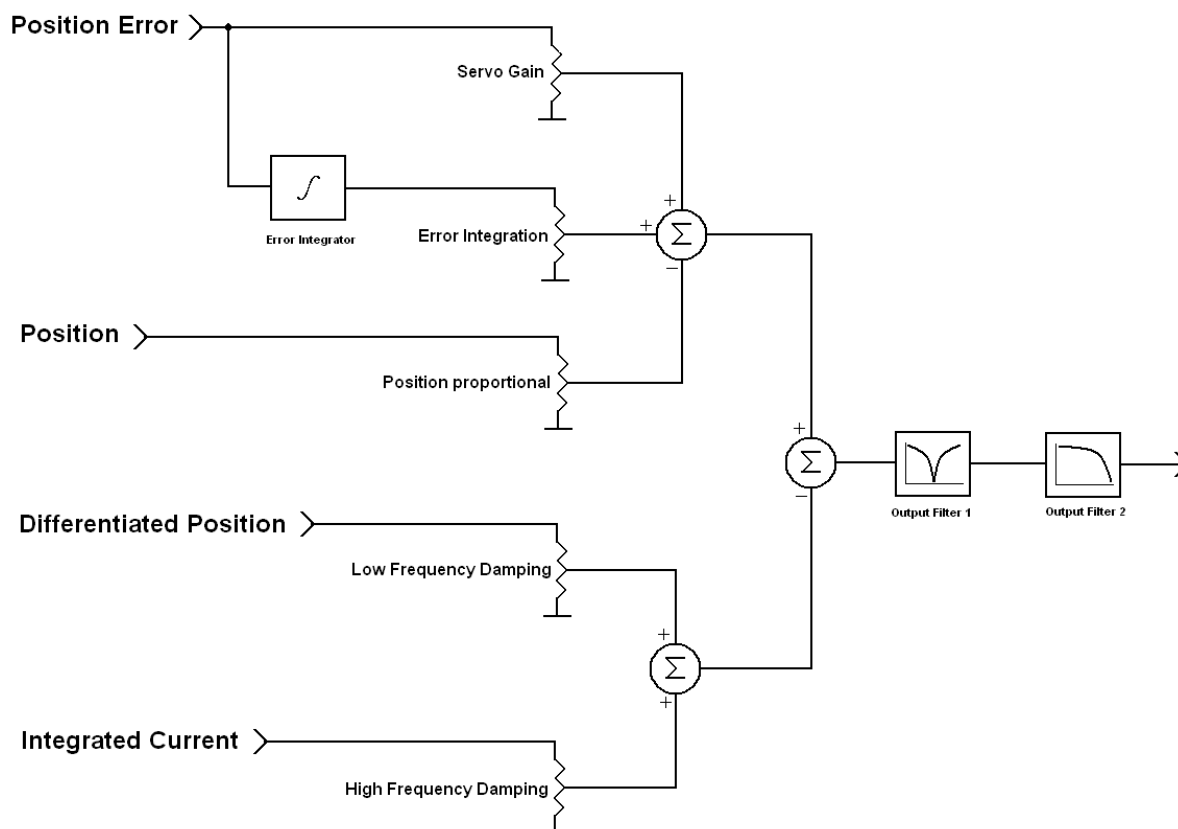 Position Error
Servo Gain
∫
Error Integrator
Error Integration
+
+
Σ
−
Position
Position proportional
+
Σ
−
Output Filter 1
Output Filter 2
Differentiated Position
Low Frequency Damping
+
Σ
+
Integrated Current
High Frequency Damping